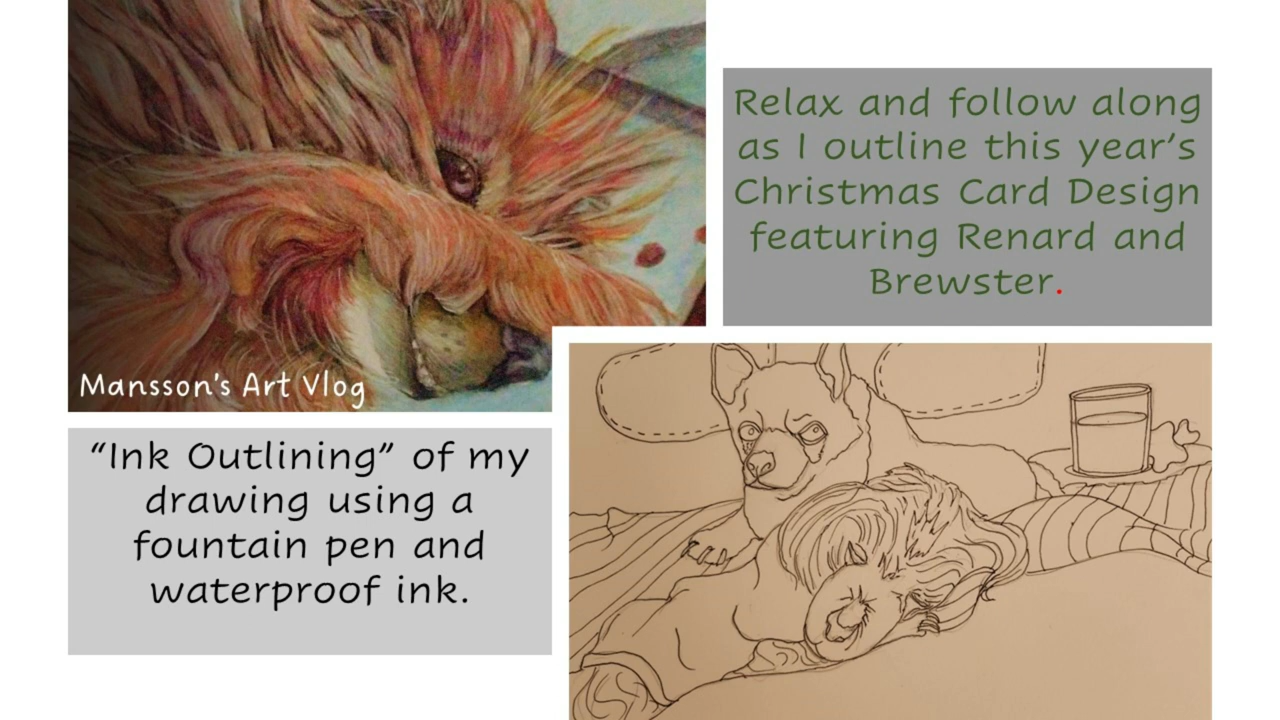 Relax and follow along
as I outline this year's
Christmas Card Design
featuring Renard and
Brewster.
Mansson's Art Vlog
“Ink Outlining” of my
drawing using a
fountain pen and
waterproof ink.